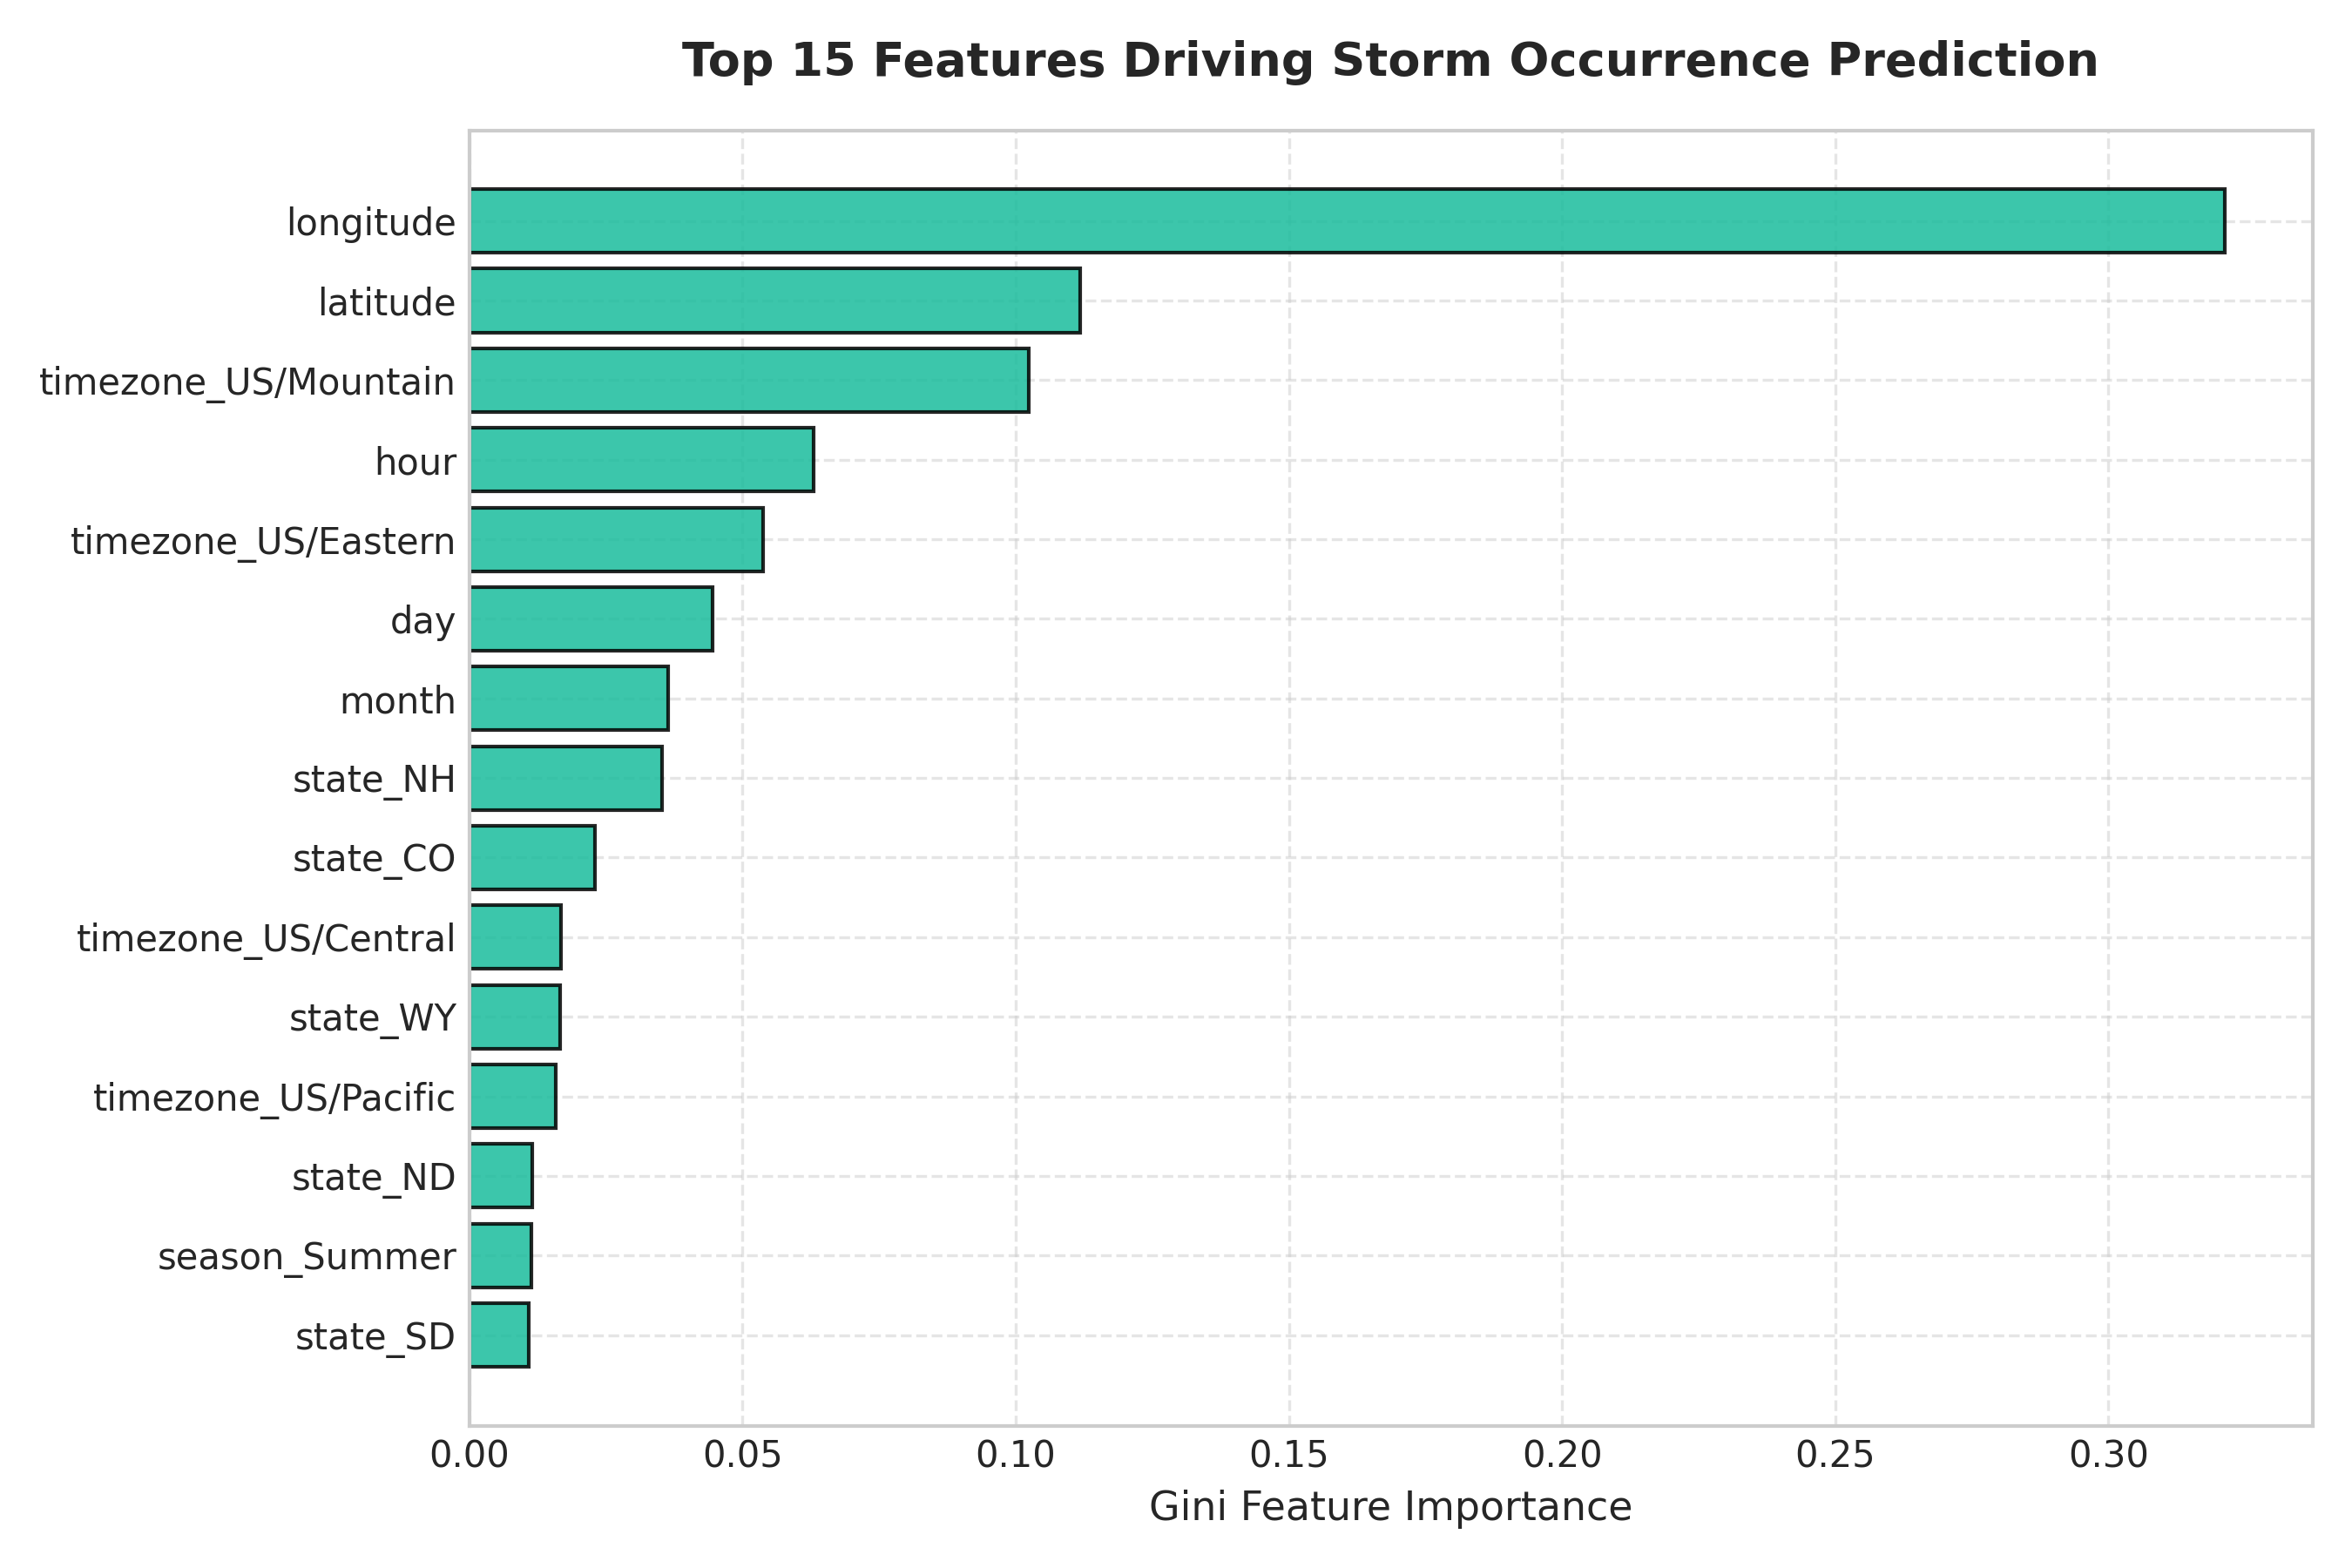 Top 15 Features Driving Storm Occurrence Prediction
longitude
latitude
timezone_US/Mountain
hour
timezone_US/Eastern
day
month
state_NH
state_CO
timezone_US/Central
state_WY
timezone_US/Pacific
state_ND
season_Summer
state_SD
0.00 0.05 0.10 0.15 0.20 0.25 0.30
Gini Feature Importance